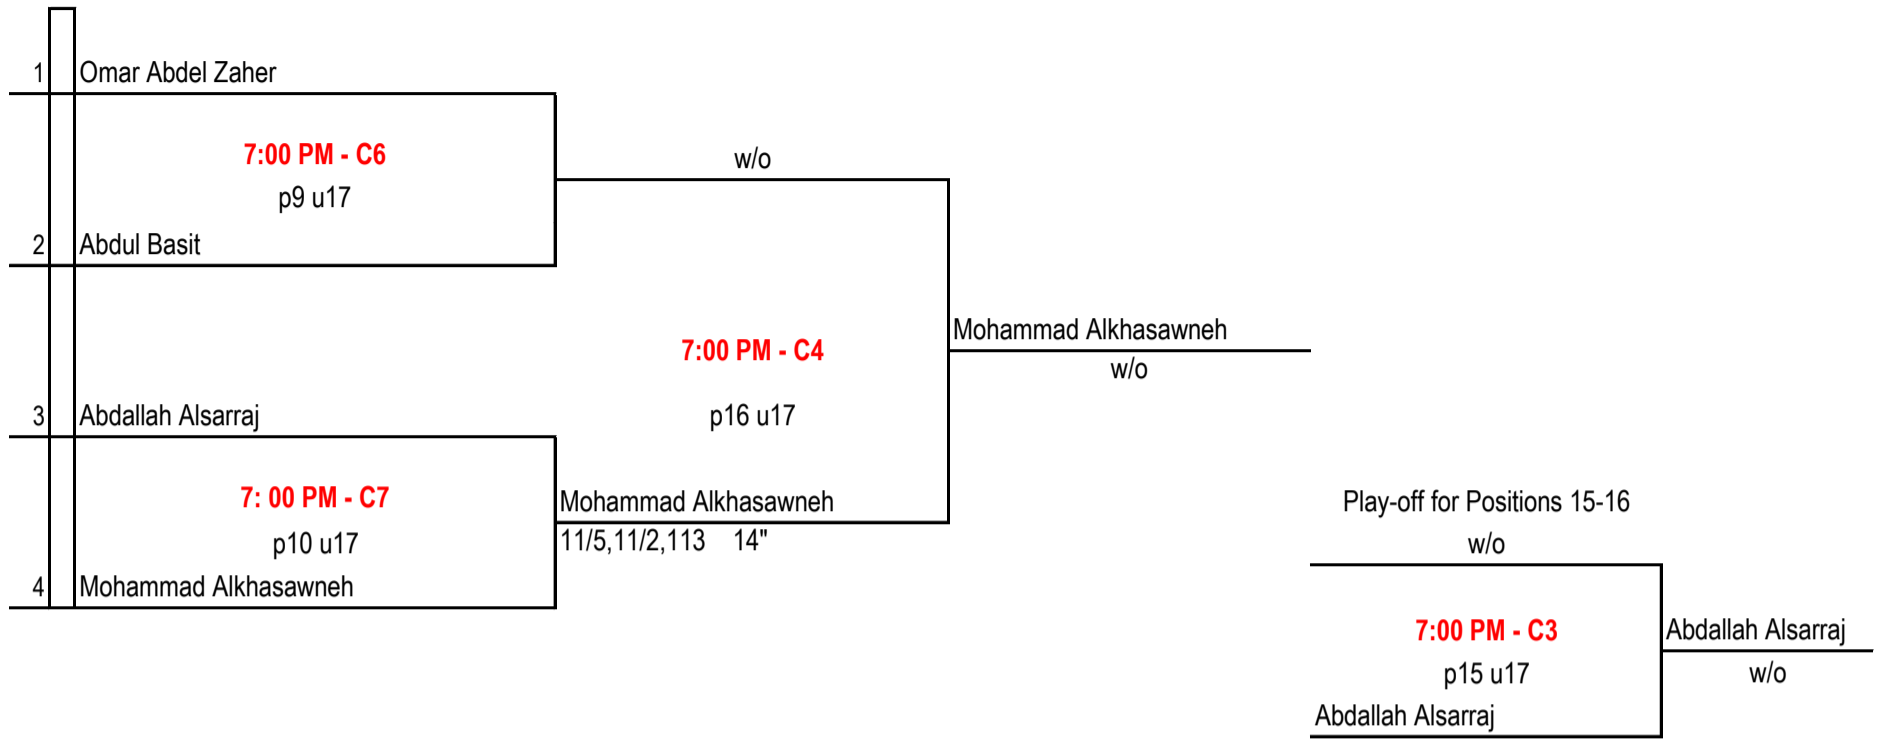 1 Omar Abdel Zaher
7:00 PM - C6
w/o
p9 u17
2 Abdul Basit
Mohammad Alkhasawneh
7:00 PM - C4
w/o
3 Abdallah Alsarraj
p16 u17
7: 00 PM - C7
Mohammad Alkhasawneh
Play-off for Positions 15-16
p10 u17
11/5,11/2,113 14"
w/o
4 Mohammad Alkhasawneh
7:00 PM - C3
Abdallah Alsarraj
p15 u17
w/o
Abdallah Alsarraj